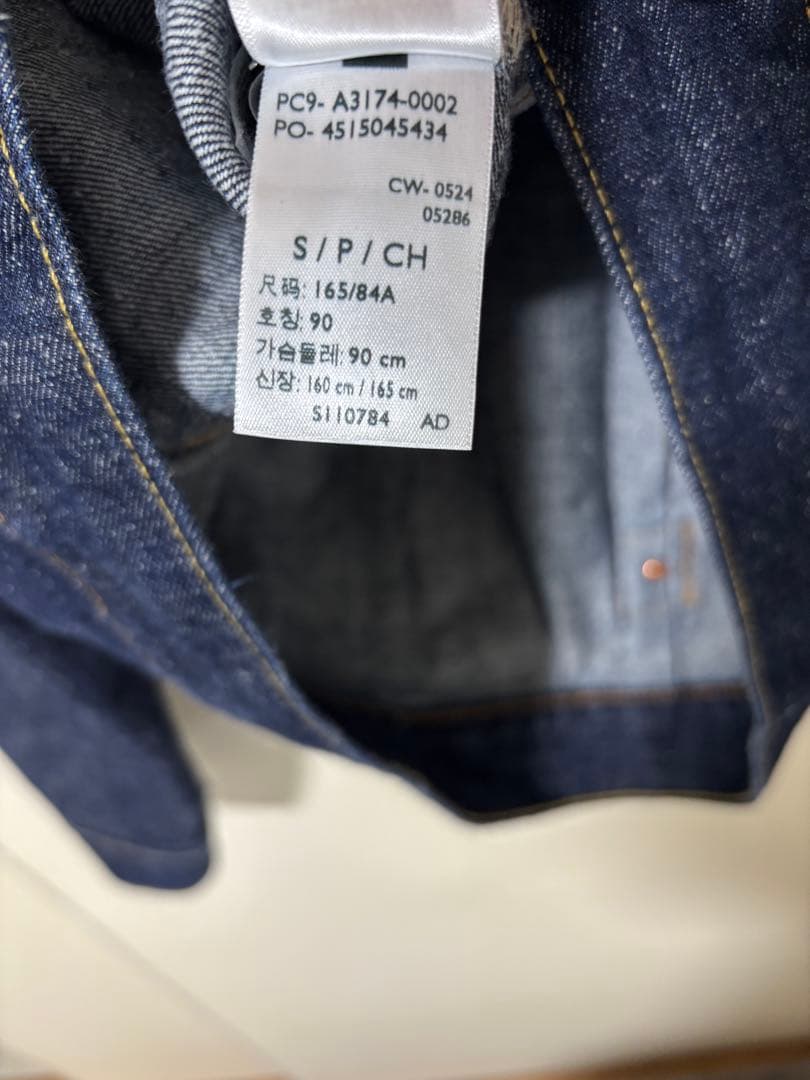 PC9- A3174-0002
PO- 4515045434
CW- 0524
05286
S / P / CH
尺码: 165/84A
호칭: 90
가슴둘레: 90 cm
신장: 160 cm / 165 cm
S110784 AD